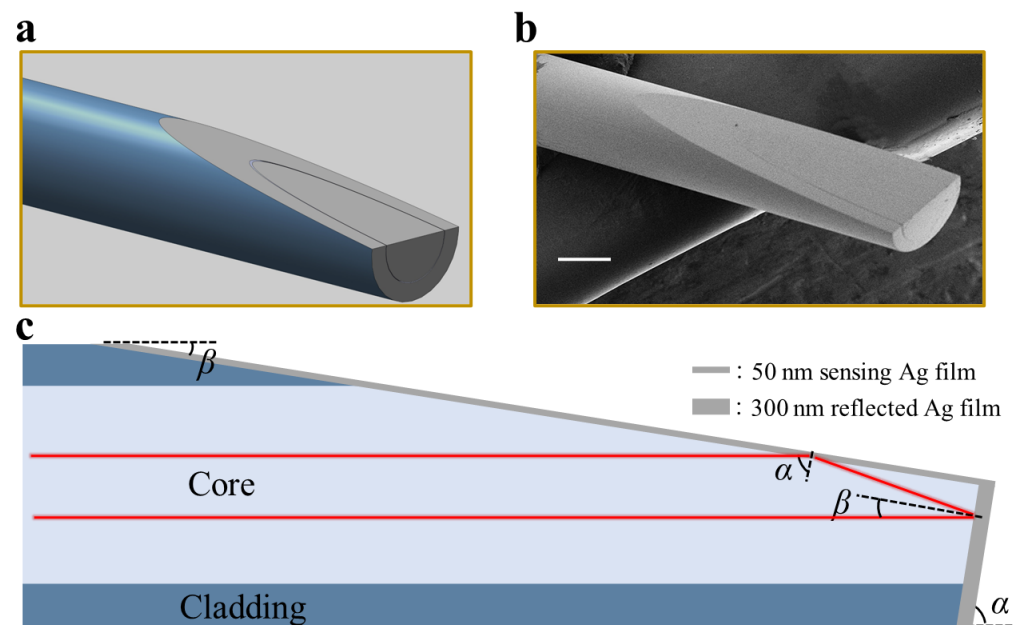 a
b
c
β
: 50 nm sensing Ag film
: 300 nm reflected Ag film
α
Core
β
Cladding
α